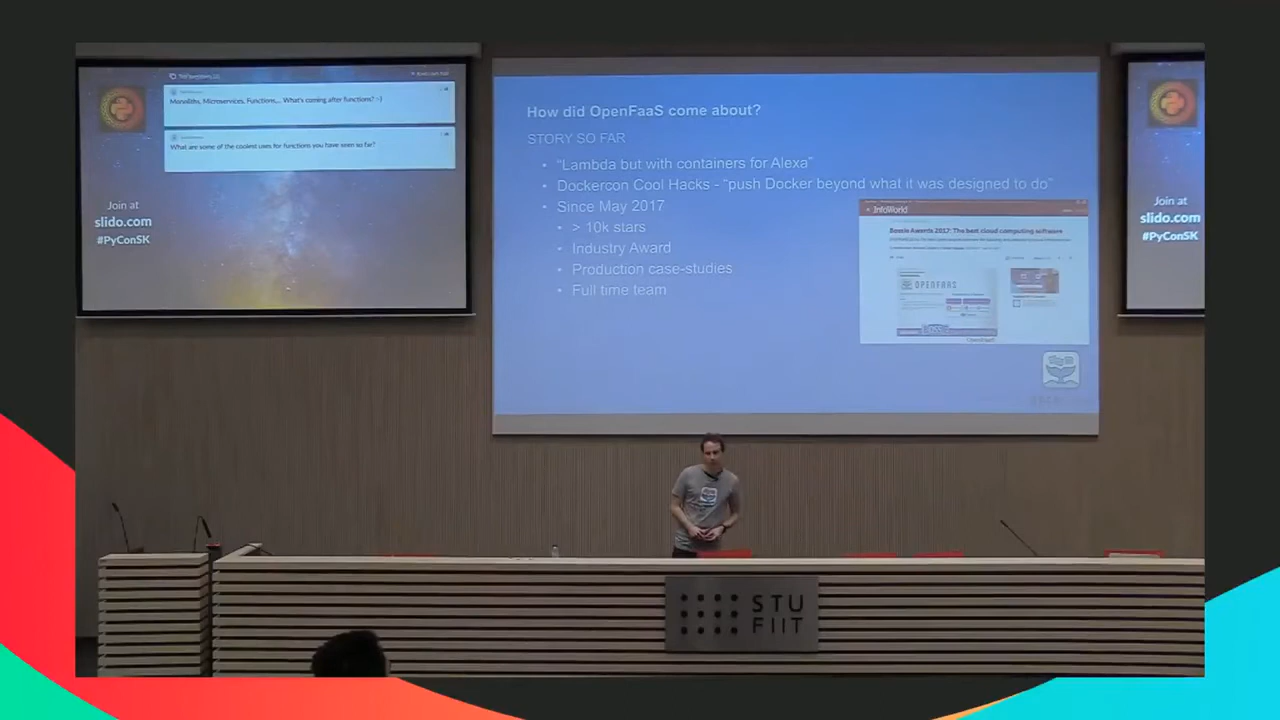 Monoliths, Microservices, Functions,... What's coming after functions? :-)
What are some of the coolest uses for functions you have seen so far?
Join at
slido.com
#PyConSK
How did OpenFaaS come about?
STORY SO FAR
• "Lambda but with containers for Alexa"
• Dockercon Cool Hacks - "push Docker beyond what it was designed to do"
• Since May 2017
• > 10k stars
• Industry Award
• Production case-studies
• Full time team
InfoWorld
Bossie Awards 2017: The best cloud computing software
OPENFAAS
OpenFaaS
Join at
slido.com
#PyConSK
STU
FIIT